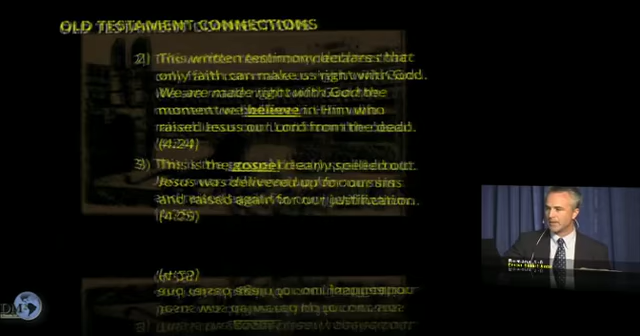 OLD TESTAMENT CONNECTIONS
2) This written testimony declares that
only faith can make us right with God.
We are made right with God the
moment we believe in Him who
raised Jesus our Lord from the dead.
(4:24)
3) This is the gospel clearly spelled out.
Jesus was delivered up for our sins
and raised again for our justification.
(4:25)